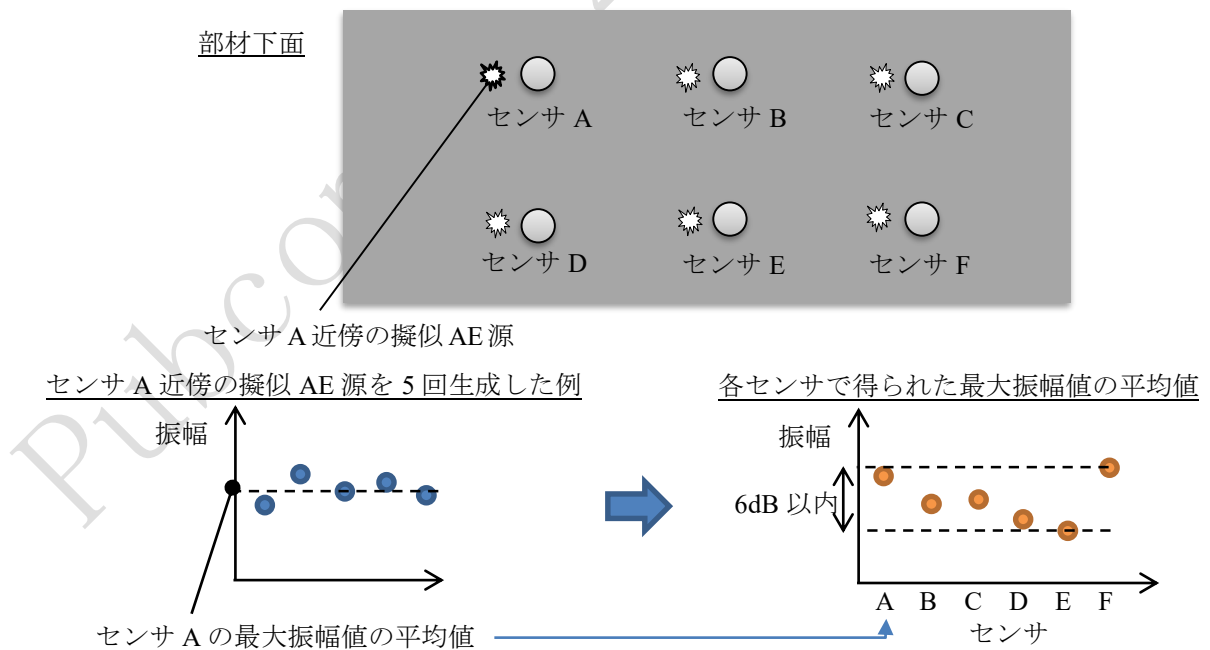 部材下面
センサ A
センサ B
センサ C
センサ D
センサ E
センサ F
センサ A 近傍の擬似 AE 源
センサ A 近傍の擬似 AE 源を 5 回生成した例
振幅
センサ A の最大振幅値の平均値
各センサで得られた最大振幅値の平均値
振幅
6dB 以内
A B C D E F
センサ
Pubcom